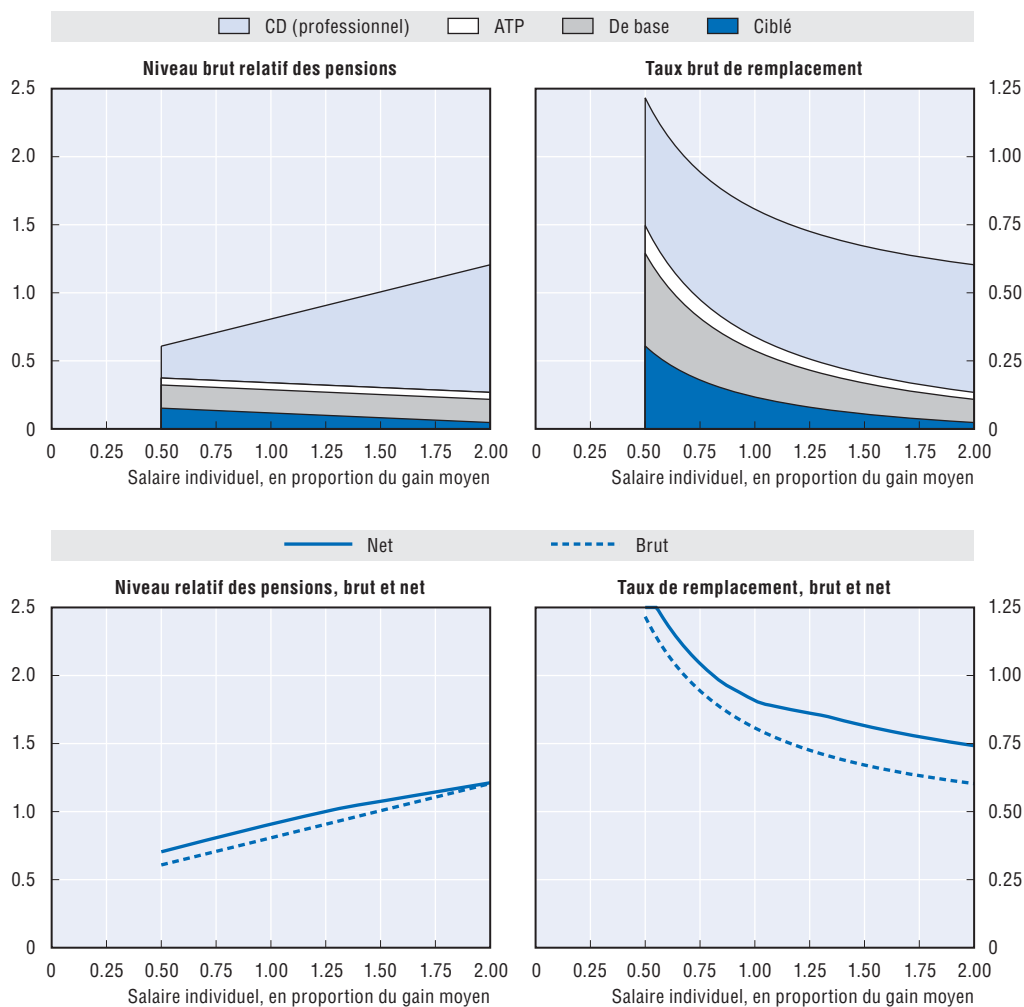 CD (professionnel) ATP De base Ciblé
Niveau brut relatif des pensions
2.5
2.0
1.5
1.0
0.5
0
0 0.25 0.50 0.75 1.00 1.25 1.50 1.75 2.00
Salaire individuel, en proportion du gain moyen
Taux brut de remplacement
1.25
1.00
0.75
0.50
0.25
0
0 0.25 0.50 0.75 1.00 1.25 1.50 1.75 2.00
Salaire individuel, en proportion du gain moyen
Net Brut
Niveau relatif des pensions, brut et net
2.5
2.0
1.5
1.0
0.5
0
0 0.25 0.50 0.75 1.00 1.25 1.50 1.75 2.00
Salaire individuel, en proportion du gain moyen
Taux de remplacement, brut et net
1.25
1.00
0.75
0.50
0.25
0
0 0.25 0.50 0.75 1.00 1.25 1.50 1.75 2.00
Salaire individuel, en proportion du gain moyen